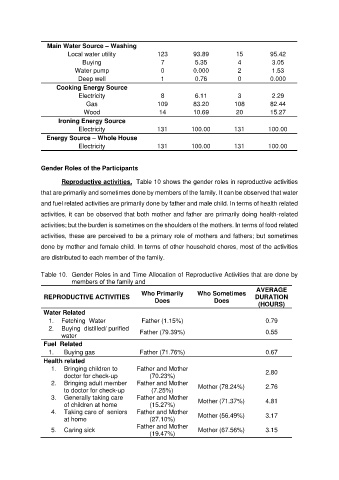 Main Water Source – Washing
Local water utility 123 93.89 15 95.42
Buying 7 5.35 4 3.05
Water pump 0 0.000 2 1.53
Deep well 1 0.76 0 0.000
Cooking Energy Source
Electricity 8 6.11 3 2.29
Gas 109 83.20 108 82.44
Wood 14 10.69 20 15.27
Ironing Energy Source
Electricity 131 100.00 131 100.00
Energy Source – Whole House
Electricity 131 100.00 131 100.00
Gender Roles of the Participants
Reproductive activities. Table 10 shows the gender roles in reproductive activities
that are primarily and sometimes done by members of the family. It can be observed that water
and fuel related activities are primarily done by father and male child. In terms of health related
activities, it can be observed that both mother and father are primarily doing health-related
activities; but the burden is sometimes on the shoulders of the mothers. In terms of food related
activities, these are perceived to be a primary role of mothers and fathers; but sometimes
done by mother and female child. In terms of other household chores, most of the activities
are distributed to each member of the family.
Table 10. Gender Roles in and Time Allocation of Reproductive Activities that are done by
members of the family and
REPRODUCTIVE ACTIVITIES Who Primarily Does Who Sometimes Does AVERAGE DURATION (HOURS)
Water Related
1. Fetching Water Father (1.15%) 0.79
2. Buying distilled/ purified water Father (79.39%) 0.55
Fuel Related
1. Buying gas Father (71.76%) 0.67
Health related
1. Bringing children to doctor for check-up Father and Mother (70.23%) 2.80
2. Bringing adult member to doctor for check-up Father and Mother (7.25%) Mother (78.24%) 2.76
3. Generally taking care of children at home Father and Mother (15.27%) Mother (71.37%) 4.81
4. Taking care of seniors at home Father and Mother (27.10%) Mother (56.49%) 3.17
5. Caring sick Father and Mother (19.47%) Mother (67.56%) 3.15